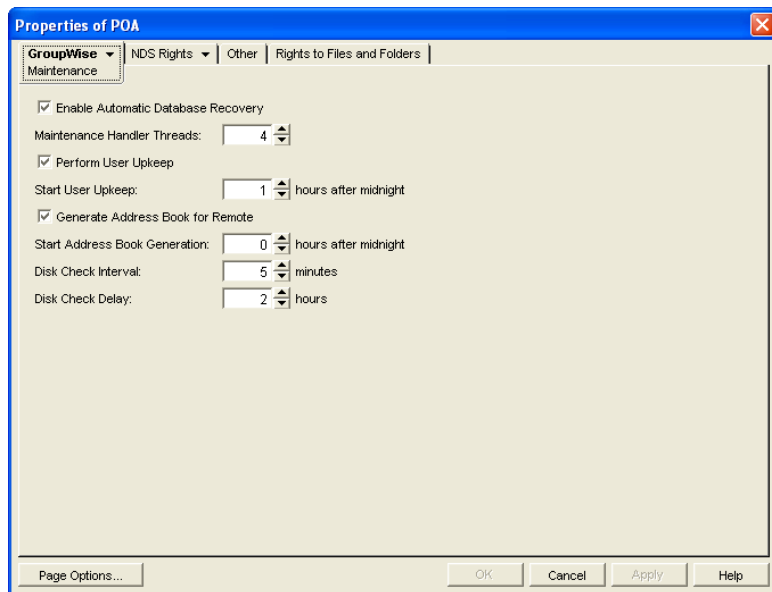 Properties of POA
GroupWise NDS Rights Other Rights to Files and Folders
Maintenance
Enable Automatic Database Recovery
Maintenance Handler Threads: 4
Perform User Upkeep
Start User Upkeep: 1 hours after midnight
Generate Address Book for Remote
Start Address Book Generation: 0 hours after midnight
Disk Check Interval: 5 minutes
Disk Check Delay: 2 hours
Page Options... OK Cancel Apply Help